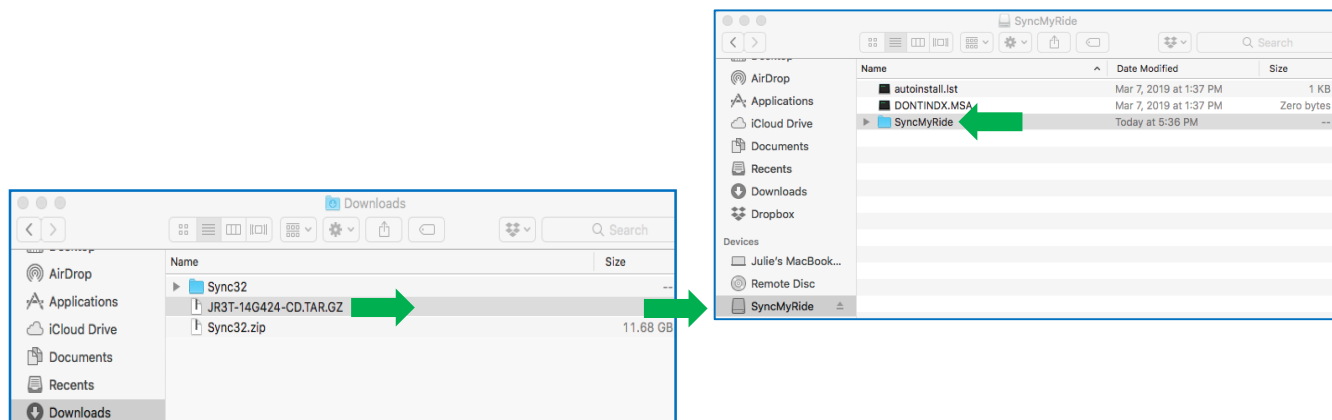 SyncMyRide
Search
AirDrop
Applications
iCloud Drive
Documents
Recents
Downloads
Dropbox
Devices
Julie's MacBook...
Remote Disc
SyncMyRide
Name Date Modified Size
autoinstall.lst Mar 7, 2019 at 1:37 PM 1 KB
DONTINDX.MSA Mar 7, 2019 at 1:37 PM Zero bytes
SyncMyRide Today at 5:36 PM --
Downloads
Search
AirDrop
Applications
iCloud Drive
Documents
Recents
Downloads
Name Size
Sync32 --
JR3T-14G424-CD.TAR.GZ
Sync32.zip 11.68 GB